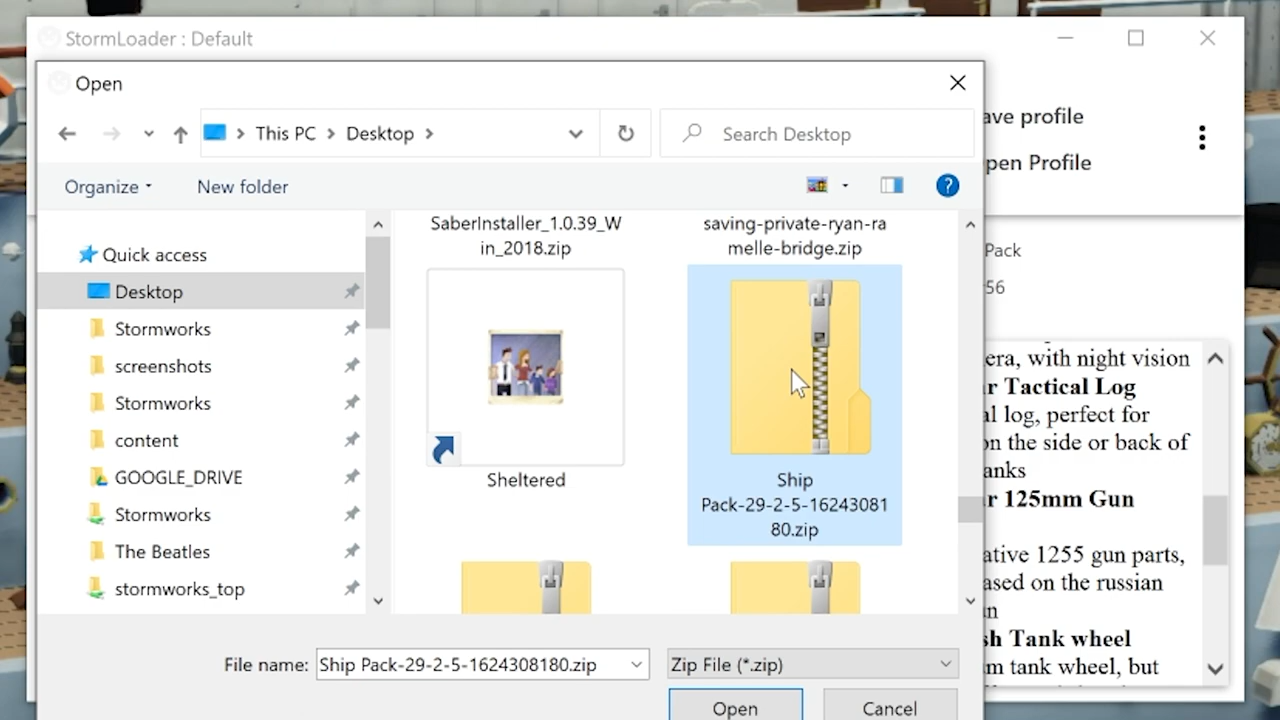 StormLoader : Default
Open
This PC
Desktop
Search Desktop
ave profile
pen Profile
Organize
New folder
?
SaberInstaller_1.0.39_W
in_2018.zip
saving-private-ryan-ra
melle-bridge.zip
Quick access
Desktop
Stormworks
screenshots
Stormworks
content
GOOGLE_DRIVE
Stormworks
The Beatles
stormworks_top
Sheltered
Ship
Pack-29-2-5-16243081
80.zip
Pack
56
era, with night vision
r Tactical Log
al log, perfect for
on the side or back of
anks
r 125mm Gun
ative 1255 gun parts,
ased on the russian
n
sh Tank wheel
m tank wheel, but
File name:
Ship Pack-29-2-5-1624308180.zip
Zip File (*.zip)
Open
Cancel